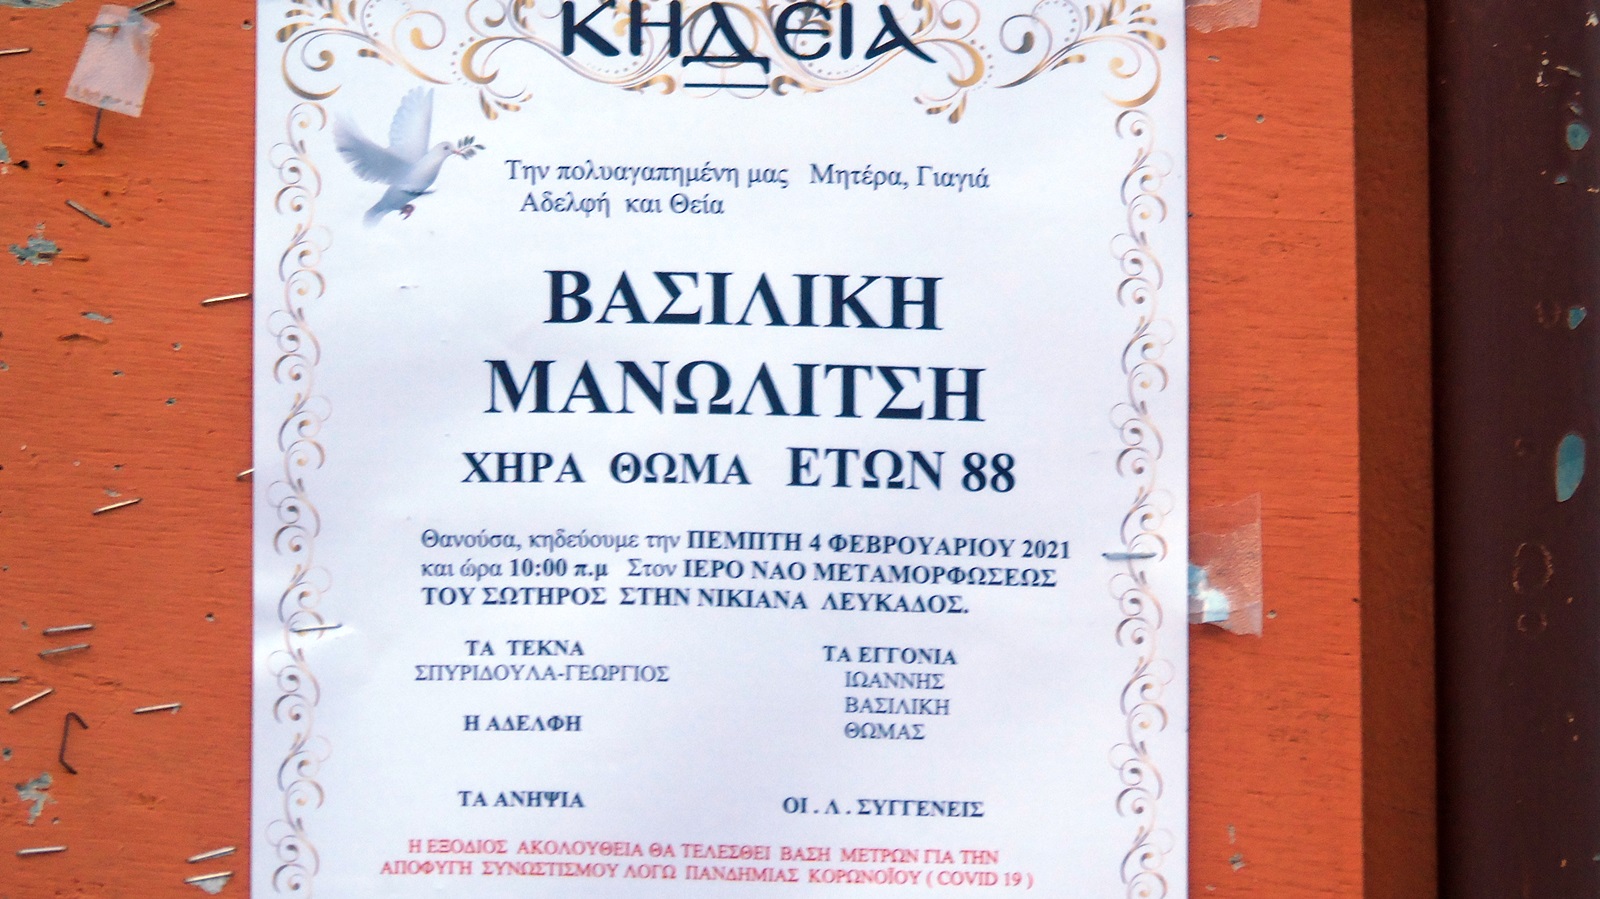 ΚΗΔΕΙΑ
Την πολυαγαπημένη μας Μητέρα, Γιαγιά
Αδελφή και Θεία
ΒΑΣΙΛΙΚΗ
ΜΑΝΩΛΙΤΣΗ
ΧΗΡΑ ΘΩΜΑ ΕΤΩΝ 88
Θανούσα, κηδεύουμε την ΠΕΜΠΤΗ 4 ΦΕΒΡΟΥΑΡΙΟΥ 2021
και ώρα 10:00 π.μ Στον ΙΕΡΟ ΝΑΟ ΜΕΤΑΜΟΡΦΩΣΕΩΣ
ΤΟΥ ΣΩΤΗΡΟΣ ΣΤΗΝ ΝΙΚΙΑΝΑ ΛΕΥΚΑΔΟΣ.
ΤΑ ΤΕΚΝΑ
ΣΠΥΡΙΔΟΥΛΑ-ΓΕΩΡΓΙΟΣ
Η ΑΔΕΛΦΗ
ΤΑ ΑΝΗΨΙΑ
ΤΑ ΕΓΓΟΝΙΑ
ΙΩΑΝΝΗΣ
ΒΑΣΙΛΙΚΗ
ΘΩΜΑΣ
ΟΙ . Λ . ΣΥΓΓΕΝΕΙΣ
Η ΕΞΟΔΙΟΣ ΑΚΟΛΟΥΘΕΙΑ ΘΑ ΤΕΛΕΣΘΕΙ ΒΑΣΗ ΜΕΤΡΩΝ ΓΙΑ ΤΗΝ
ΑΠΟΦΥΓΗ ΣΥΝΩΣΤΙΣΜΟΥ ΛΟΓΩ ΠΑΝΔΗΜΙΑΣ ΚΟΡΩΝΟΪΟΥ ( COVID 19 )